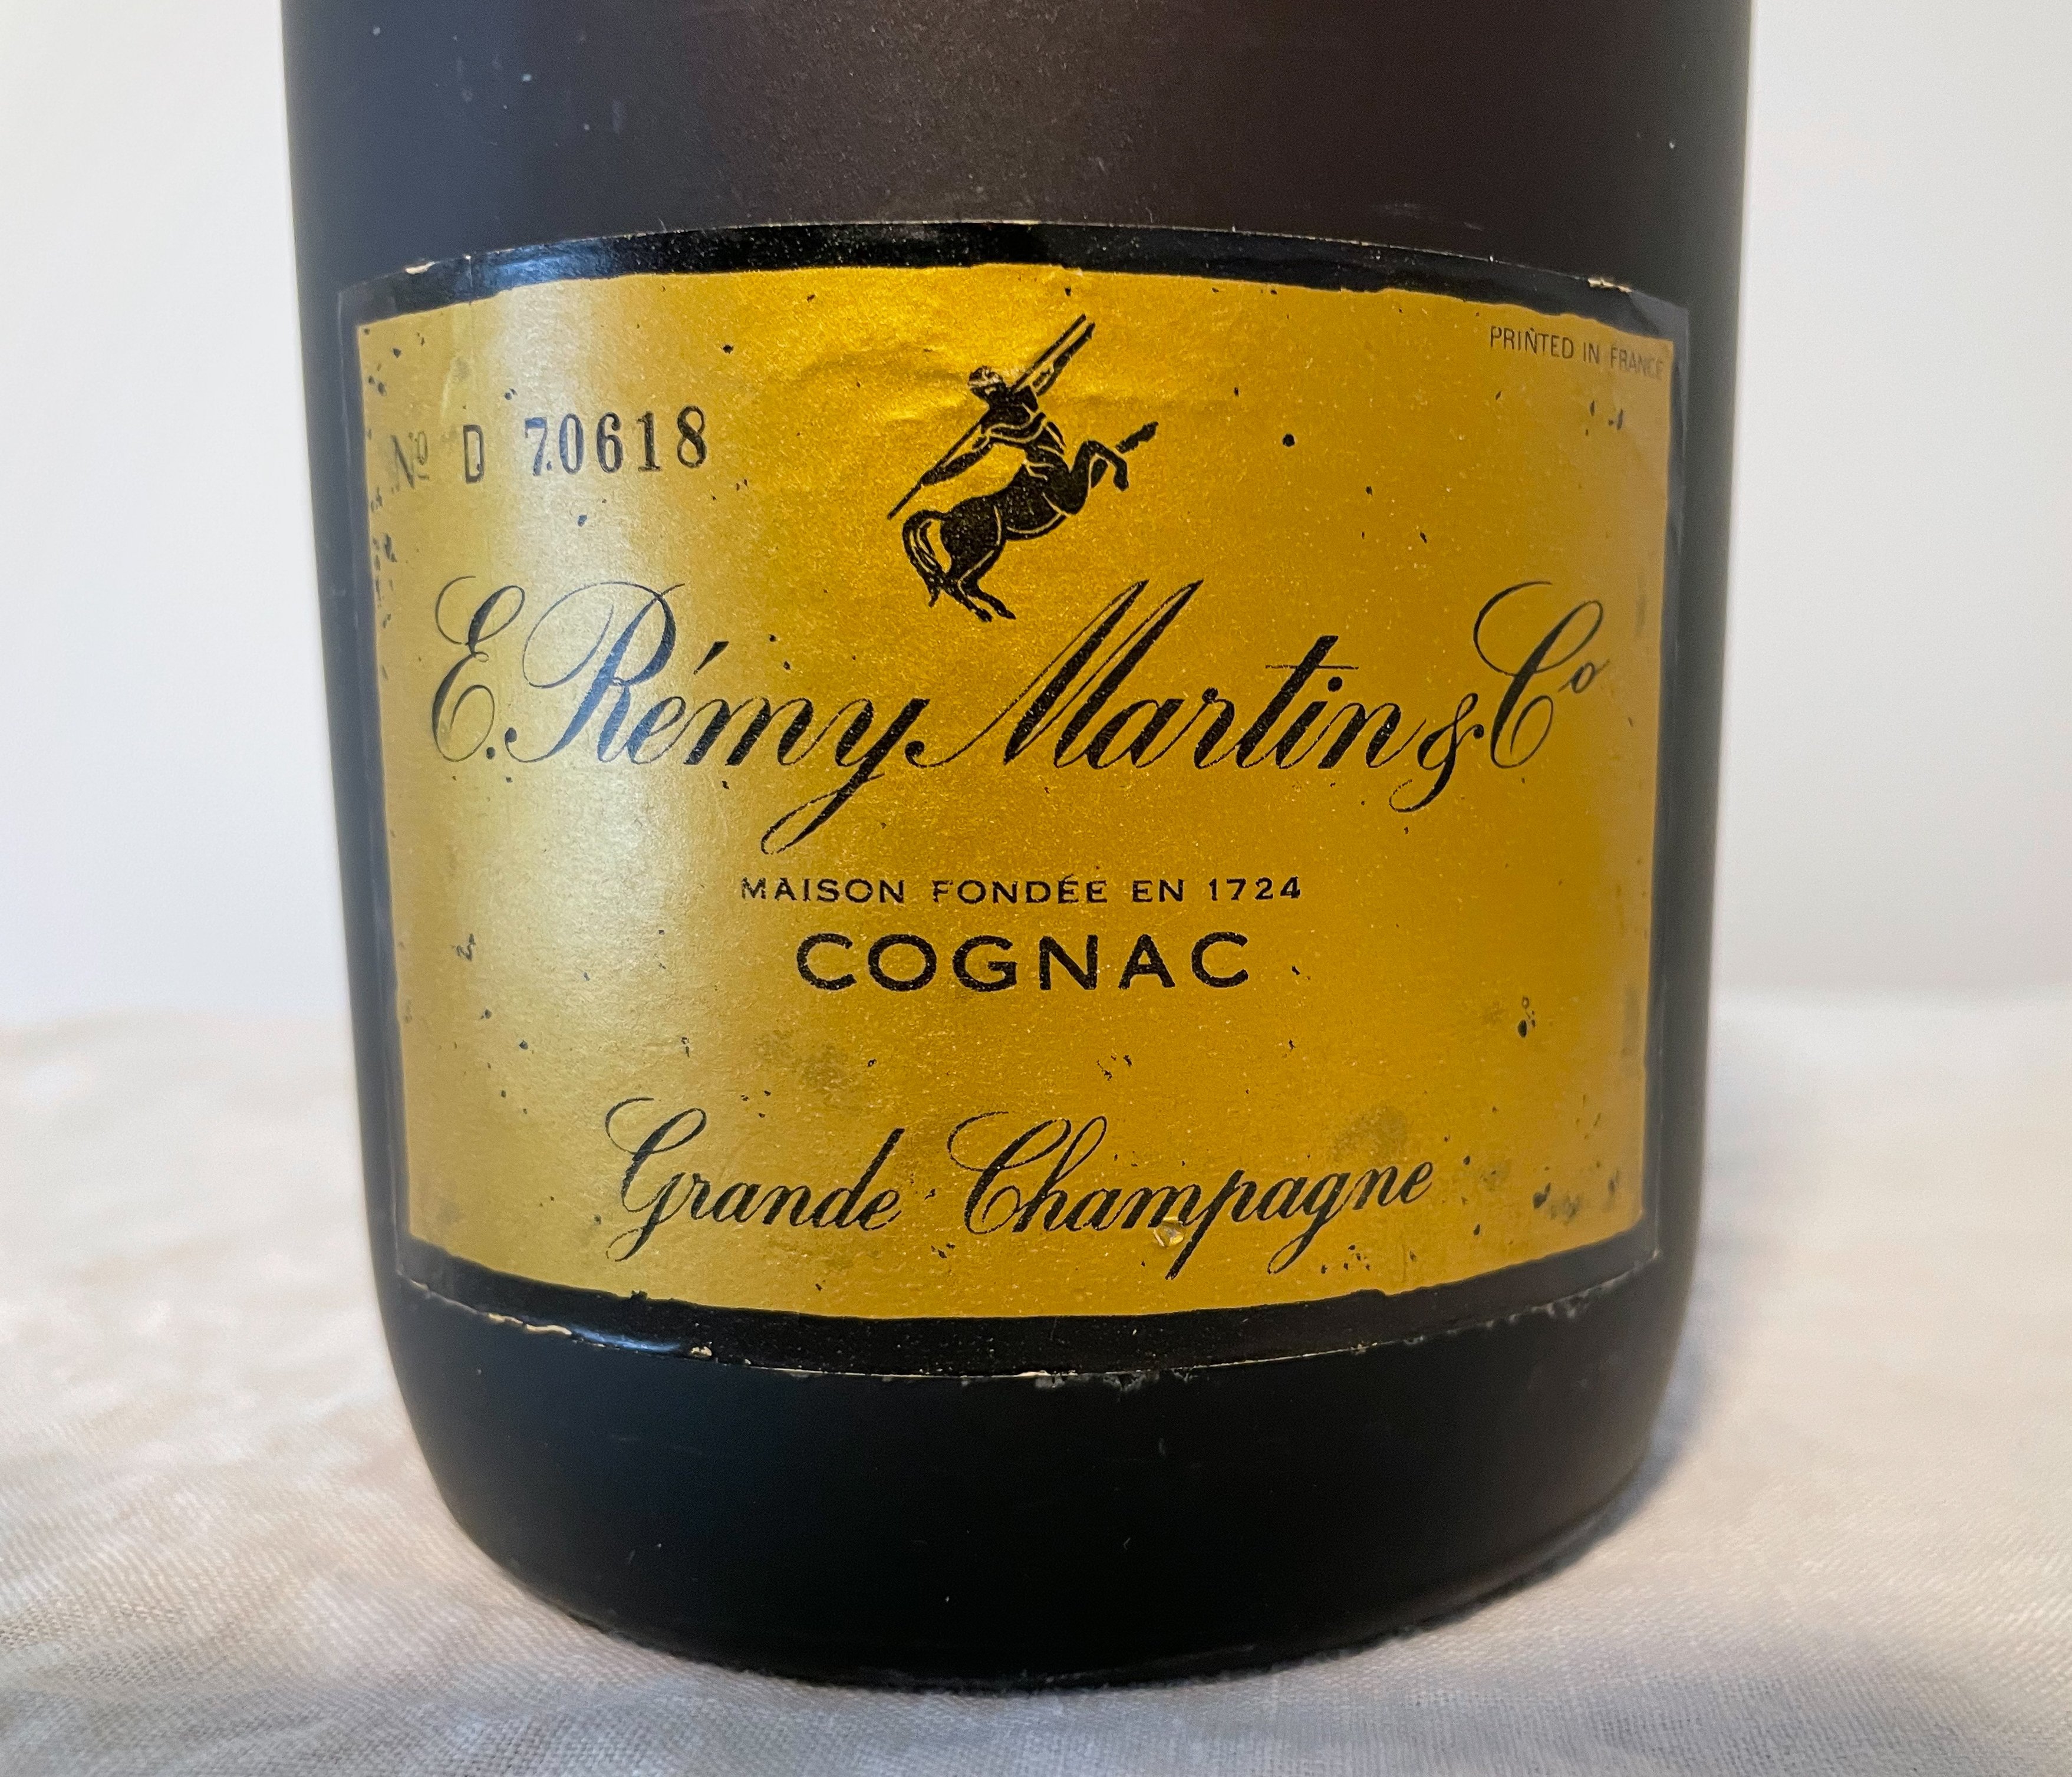 PRINTED IN FRANCE
Nº D 70618
E. Rémy Martin & Cº
MAISON FONDÉE EN 1724
COGNAC
Grande Champagne